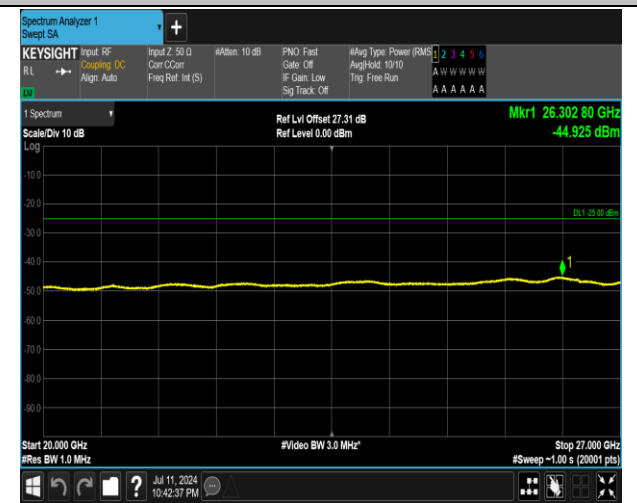 Spectrum Analyzer 1
Swept SA
+
KEYSIGHT Input: RF Input Z: 50 Ω #Atten: 10 dB PNO: Fast #Avg Type: Power (RMS 1 2 3 4 5 6
RL Coupling: DC Corr CCorr Gate: Off Avg|Hold: 10/10 A W W W W W
Align: Auto Freq Ref: Int (S) IF Gain: Low Trig: Free Run
Sig Track: Off A A A A A A
LW
1 Spectrum Ref Lvl Offset 27.31 dB Mkr1 26.302 80 GHz
Scale/Div 10 dB Ref Level 0.00 dBm -44.925 dBm
Log
-10.0
-20.0
DL1 -25.00 dBm
-30.0
-40.0
1
-50.0
-60.0
-70.0
-80.0
-90.0
Start 20.000 GHz #Video BW 3.0 MHz* Stop 27.000 GHz
#Res BW 1.0 MHz #Sweep ~1.00 s (20001 pts)
? Jul 11, 2024
10:42:37 PM